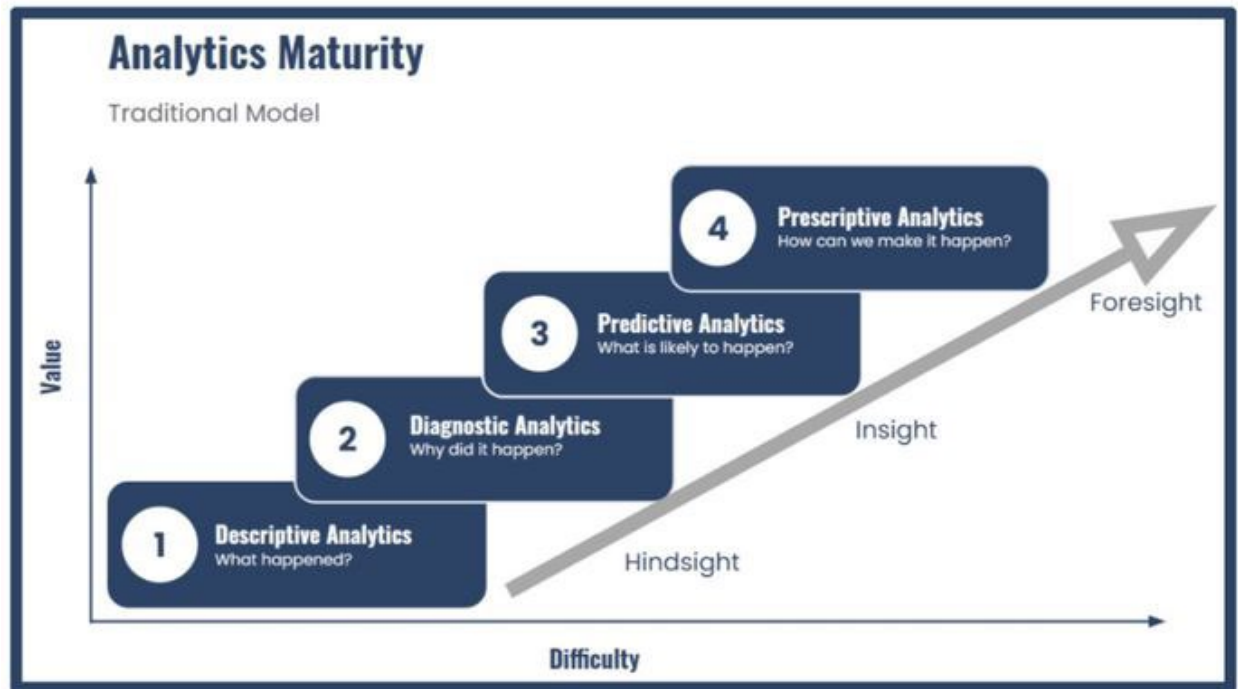 Analytics Maturity
Traditional Model
Value
4
Prescriptive Analytics
How can we make it happen?
Foresight
3
Predictive Analytics
What is likely to happen?
Insight
2
Diagnostic Analytics
Why did it happen?
1
Descriptive Analytics
What happened?
Hindsight
Difficulty